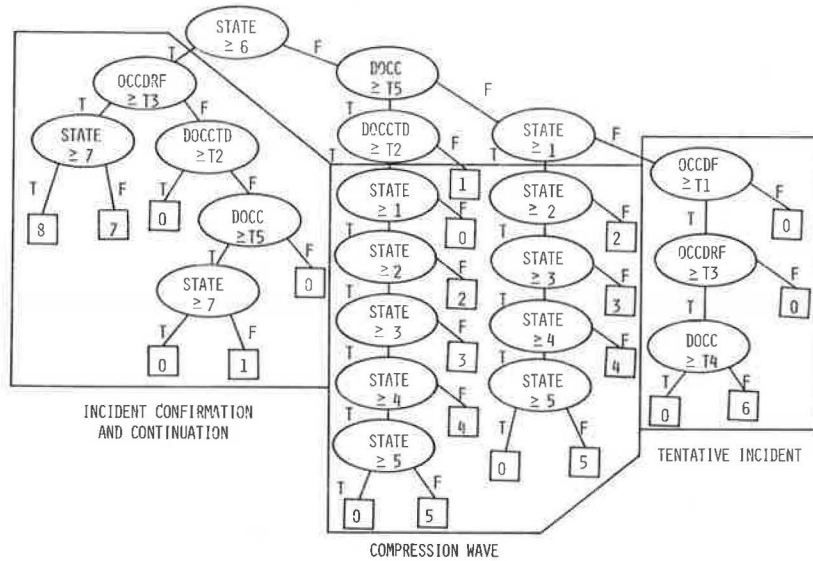 STATE
≥ 6
T
F
OCCDRF
≥ T3
DOCC
≥ T5
T
F
T
F
STATE
≥ 7
DOCCTD
≥ T2
DOCCTD
≥ T2
STATE
≥ 1
T
F
T
F
T
F
T
F
8
7
0
DOCC
≥ T5
1
STATE
≥ 1
STATE
≥ 2
OCCDF
≥ T1
T
F
T
F
T
F
T
F
STATE
≥ 7
0
0
2
0
STATE
≥ 2
STATE
≥ 3
OCCDRF
≥ T3
T
F
T
F
T
F
T
F
0
1
2
3
0
STATE
≥ 3
STATE
≥ 4
DOCC
≥ T4
T
F
T
F
T
F
3
4
0
6
STATE
≥ 4
STATE
≥ 5
T
F
T
F
4
0
5
STATE
≥ 5
T
F
0
5
INCIDENT CONFIRMATION
AND CONTINUATION
TENTATIVE INCIDENT
COMPRESSION WAVE